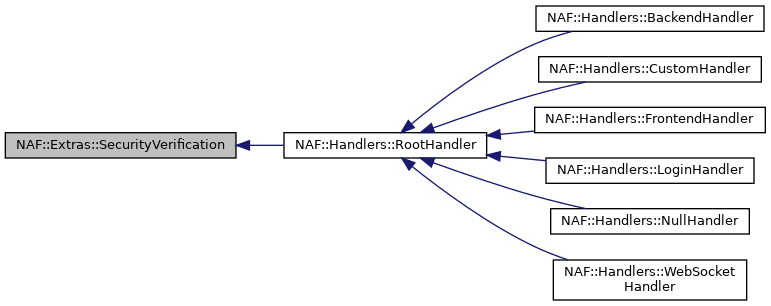 NAF::Handlers::BackendHandler
NAF::Handlers::CustomHandler
NAF::Handlers::FrontendHandler
NAF::Extras::SecurityVerification
NAF::Handlers::RootHandler
NAF::Handlers::LoginHandler
NAF::Handlers::NullHandler
NAF::Handlers::WebSocket
Handler